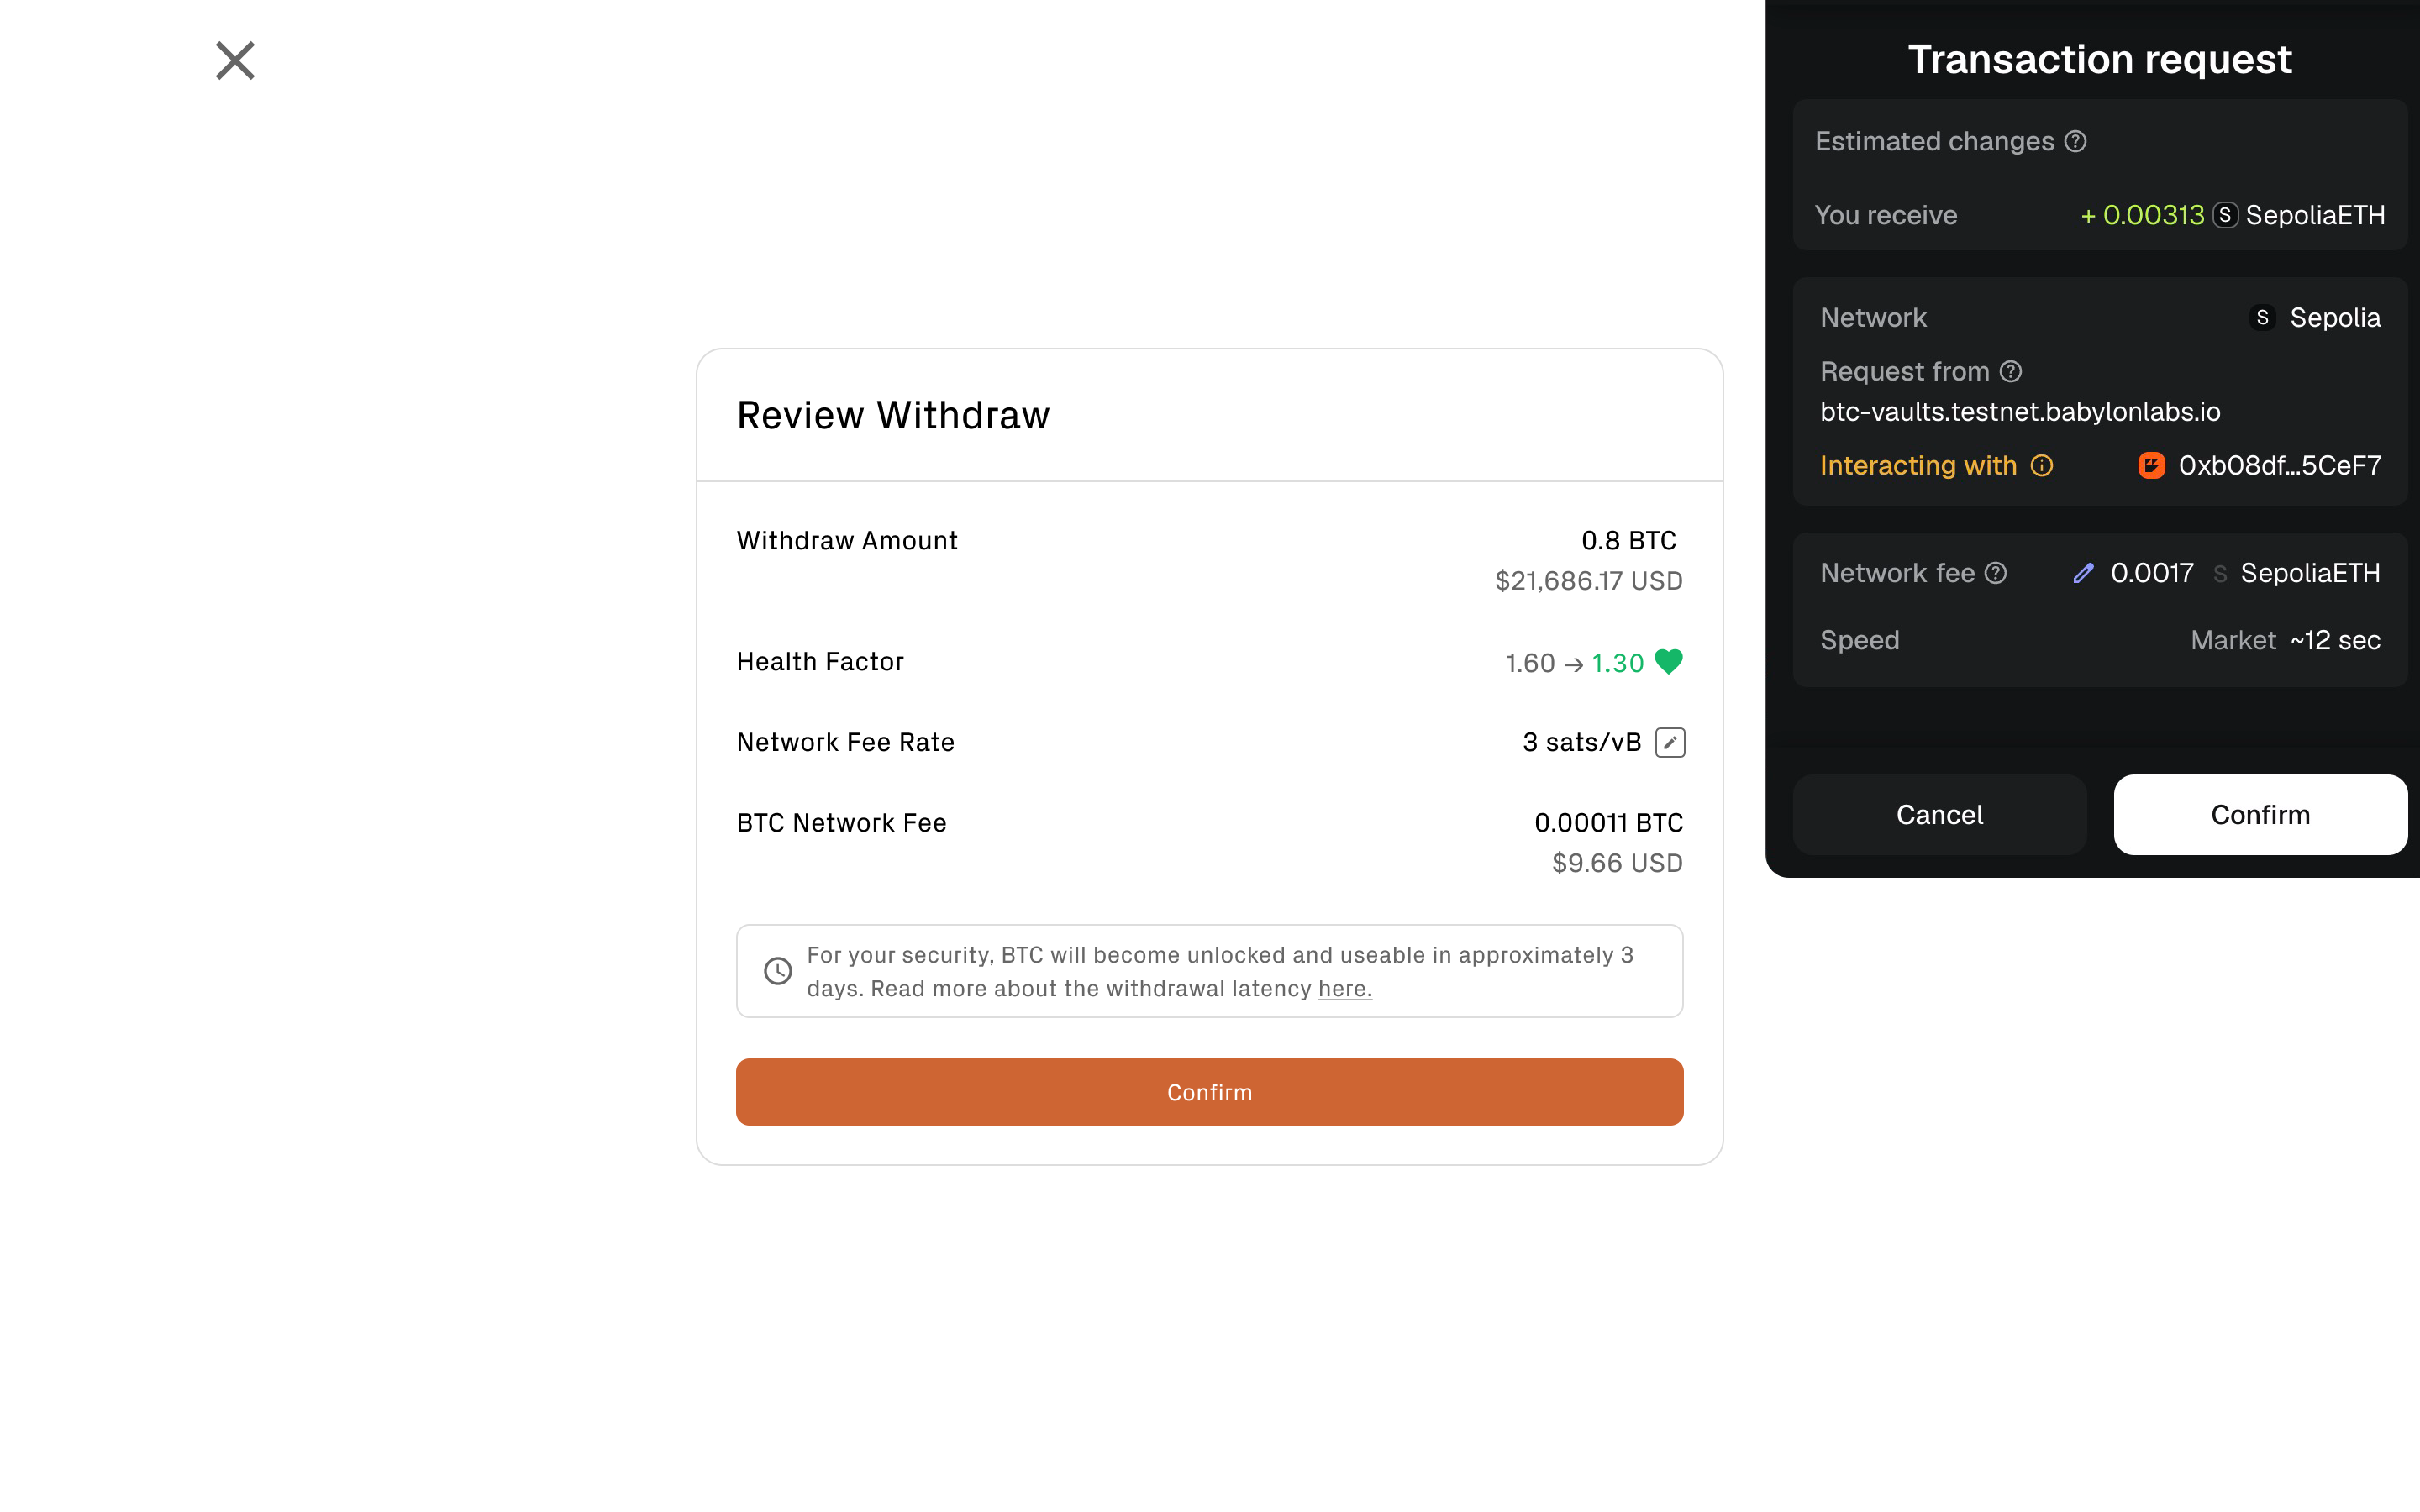 Review Withdraw
Withdraw Amount 0.8 BTC
$21,686.17 USD
Health Factor 1.60 → 1.30
Network Fee Rate 3 sats/vB
BTC Network Fee 0.00011 BTC
$9.66 USD
For your security, BTC will become unlocked and useable in approximately 3
days. Read more about the withdrawal latency here.
Confirm
Transaction request
Estimated changes
You receive + 0.00313 S SepoliaETH
Network S Sepolia
Request from
btc-vaults.testnet.babylonlabs.io
Interacting with 0xb08df...5CeF7
Network fee 0.0017 S SepoliaETH
Speed Market ~12 sec
Cancel Confirm